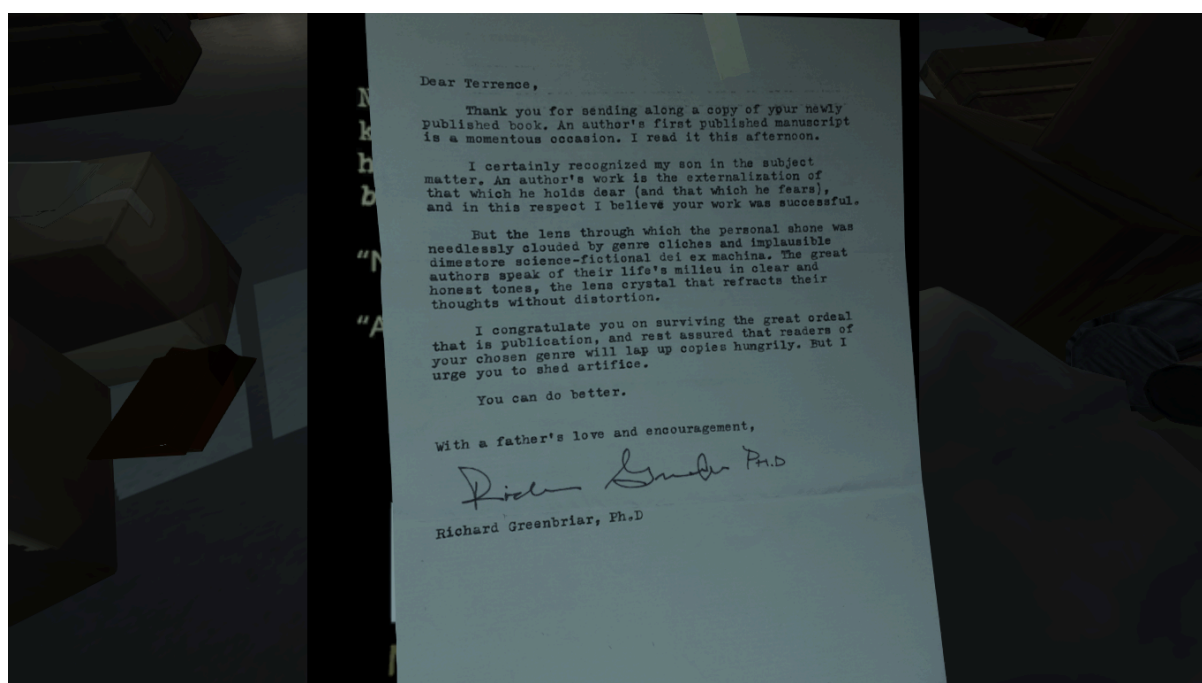 Dear Terrence,
Thank you for sending along a copy of your newly
published book. An author's first published manuscript
is a momentous occasion. I read it this afternoon.
I certainly recognized my son in the subject
matter. An author's work is the externalization of
that which he holds dear (and that which he fears),
and in this respect I believe your work was successful.
But the lens through which the personal shone was
needlessly clouded by genre cliches and implausible
dimestore science-fictional dei ex machina. The great
authors speak of their life's milieu in clear and
honest tones, the lens crystal that refracts their
thoughts without distortion.
I congratulate you on surviving the great ordeal
that is publication, and rest assured that readers of
your chosen genre will lap up copies hungrily. But I
urge you to shed artifice.
You can do better.
With a father's love and encouragement,
Ph.D
Richard Greenbriar, Ph.D